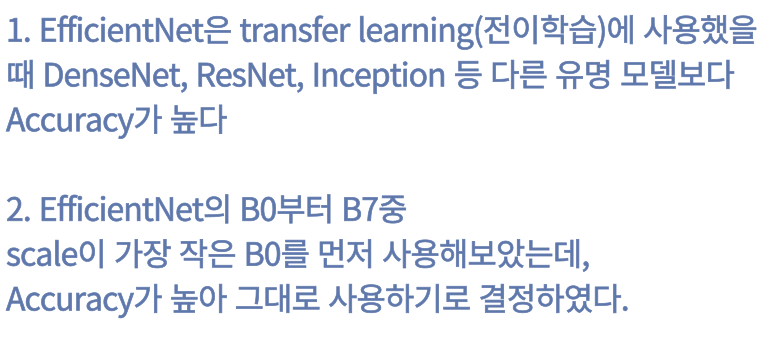 1. EfficientNet은 transfer learning(전이학습)에 사용했을
때 DenseNet, ResNet, Inception 등 다른 유명 모델보다
Accuracy가 높다
2. EfficientNet의 B0부터 B7중
scale이 가장 작은 B0를 먼저 사용해보았는데,
Accuracy가 높아 그대로 사용하기로 결정하였다.